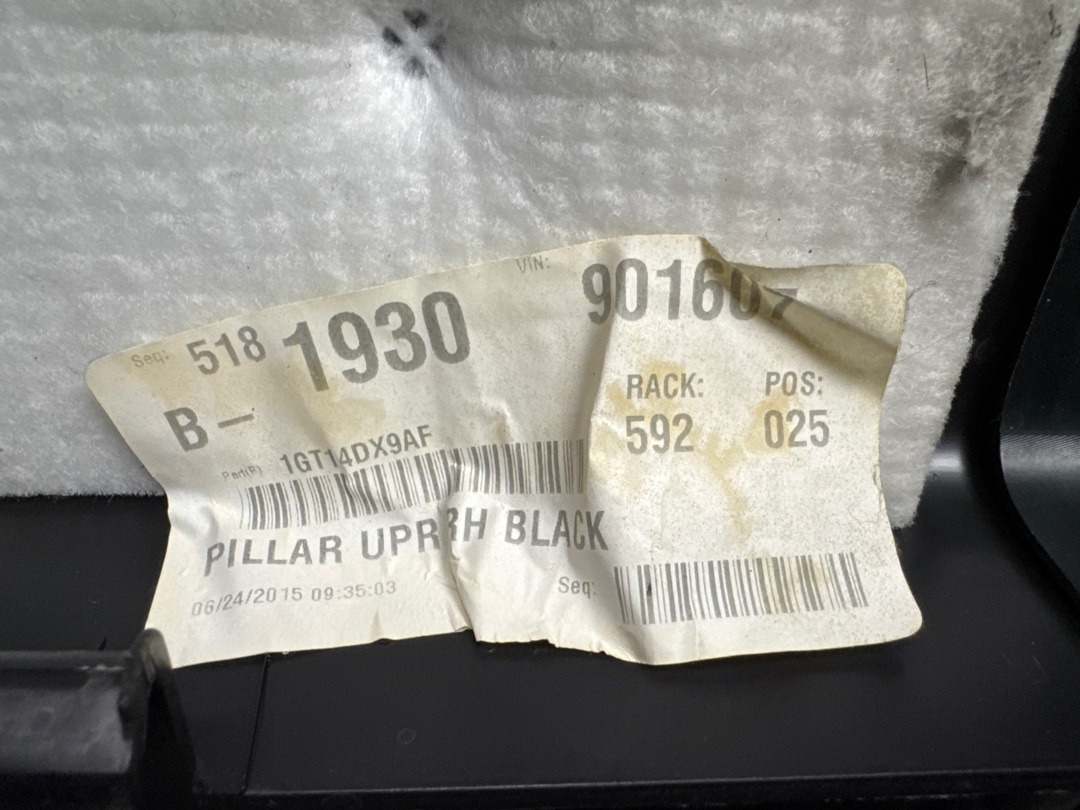 VIN: 901607
Seq: 518 1930
RACK: POS:
B- 592 025
Part(P) 1GT14DX9AF
PILLAR UPR RH BLACK
06/24/2015 09:35:03 Seq: